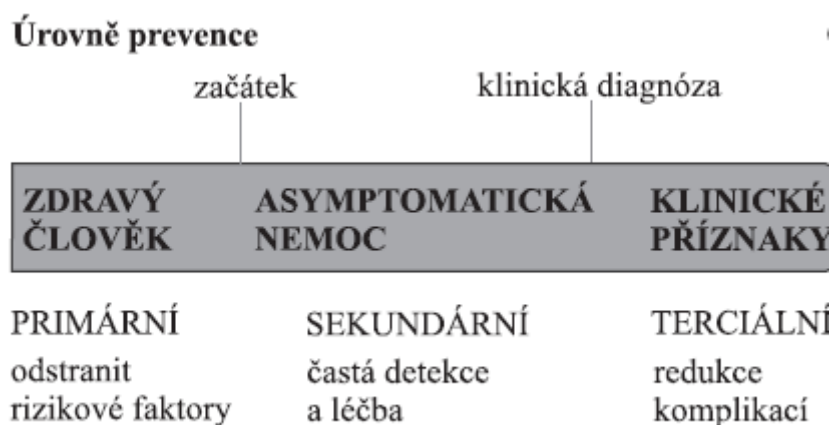 Úrovně prevence
začátek klinická diagnóza
ZDRAVÝ ASYMPTOMATICKÁ KLINICKÉ
ČLOVĚK NEMOC PŘÍZNAKY
PRIMÁRNÍ SEKUNDÁRNÍ TERCIÁLNÍ
odstranit častá detekce redukce
rizikové faktory a léčba komplikací